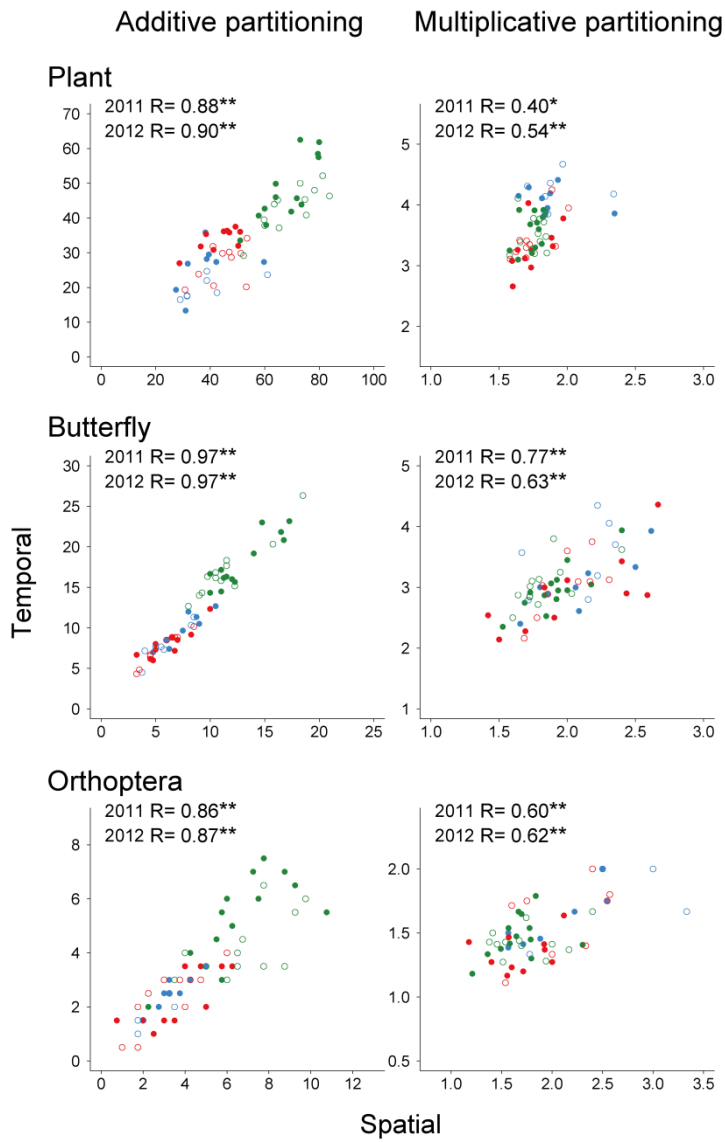 Additive partitioning Multiplicative partitioning
Plant
2011 R= 0.88**
2012 R= 0.90**
70
60
50
40
30
20
10
0
0 20 40 60 80 100
2011 R= 0.40*
2012 R= 0.54**
5
4
3
2
1.0 1.5 2.0 2.5 3.0
Butterfly
2011 R= 0.97**
2012 R= 0.97**
30
25
20
15
10
5
0
0 5 10 15 20 25
2011 R= 0.77**
2012 R= 0.63**
5
4
3
2
1
1.0 1.5 2.0 2.5 3.0
Temporal
Orthoptera
2011 R= 0.86**
2012 R= 0.87**
8
6
4
2
0
0 2 4 6 8 10 12
2011 R= 0.60**
2012 R= 0.62**
2.0
1.5
1.0
0.5
1.0 1.5 2.0 2.5 3.0 3.5
Spatial